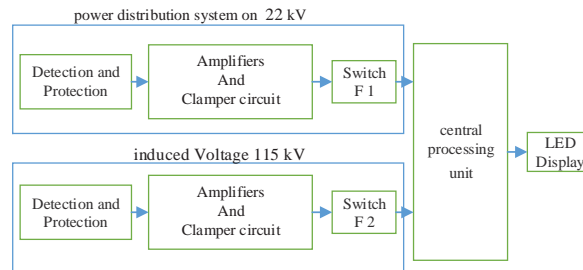 power distribution system on 22 kV
Detection and
Protection
Amplifiers
And
Clamper circuit
Switch
F 1
induced Voltage 115 kV
Detection and
Protection
Amplifiers
And
Clamper circuit
Switch
F 2
central
processing
unit
LED
Display